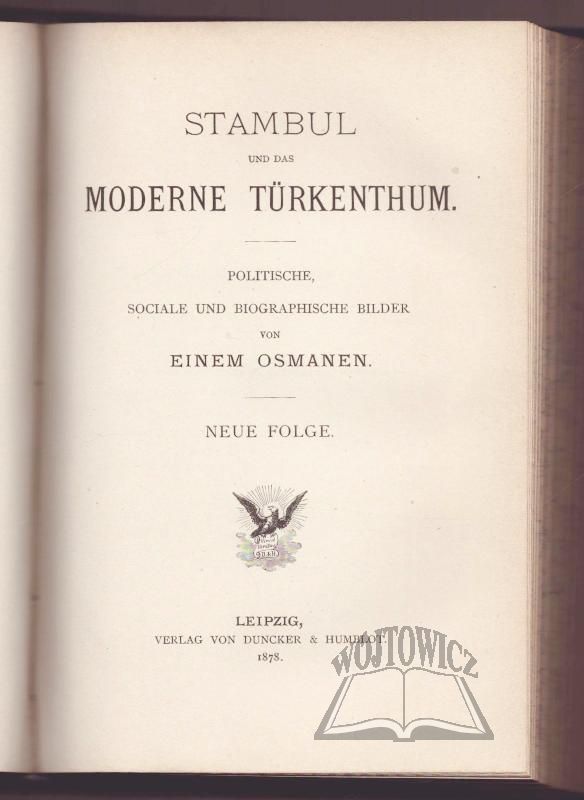 STAMBUL
UND DAS
MODERNE TÜRKENTHUM.
POLITISCHE,
SOCIALE UND BIOGRAPHISCHE BILDER
VON
EINEM OSMANEN.
NEUE FOLGE.
LEIPZIG,
VERLAG VON DUNCKER & HUMBLOT.
1878.
WÓJTOWICZ